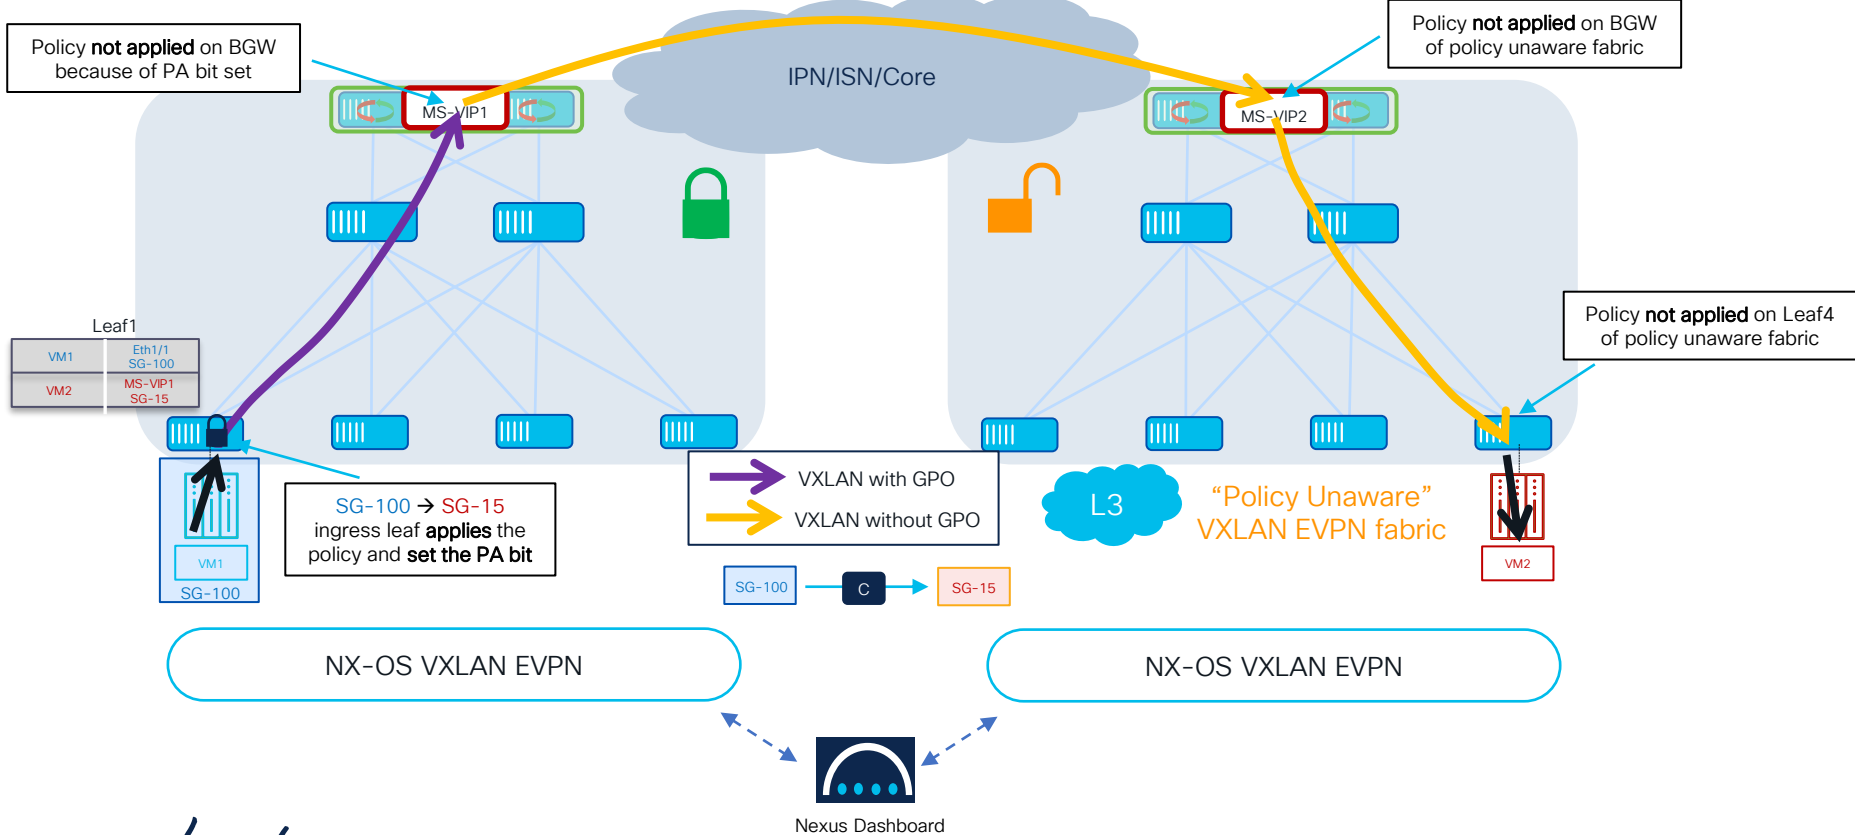 Policy not applied on BGW
because of PA bit set
Policy not applied on BGW
of policy unaware fabric
IPN/ISN/Core
MS-VIP1
MS-VIP2
Policy not applied on Leaf4
of policy unaware fabric
Leaf1
VM1
Eth1/1
SG-100
VM2
MS-VIP1
SG-15
SG-100 → SG-15
ingress leaf applies the
policy and set the PA bit
VM1
SG-100
VXLAN with GPO
VXLAN without GPO
L3
“Policy Unaware”
VXLAN EVPN fabric
VM2
SG-100
C
SG-15
NX-OS VXLAN EVPN
NX-OS VXLAN EVPN
Nexus Dashboard